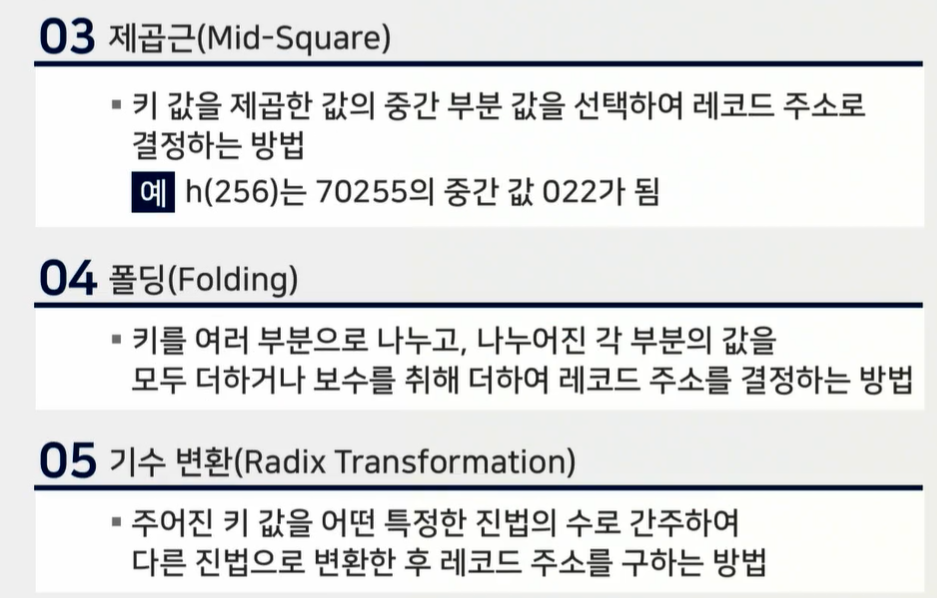 03 제곱근(Mid-Square)
▪ 키 값을 제곱한 값의 중간 부분 값을 선택하여 레코드 주소로
결정하는 방법
예 h(256)는 70255의 중간 값 022가 됨
04 폴딩(Folding)
▪ 키를 여러 부분으로 나누고, 나누어진 각 부분의 값을
모두 더하거나 보수를 취해 더하여 레코드 주소를 결정하는 방법
05 기수 변환(Radix Transformation)
▪ 주어진 키 값을 어떤 특정한 진법의 수로 간주하여
다른 진법으로 변환한 후 레코드 주소를 구하는 방법